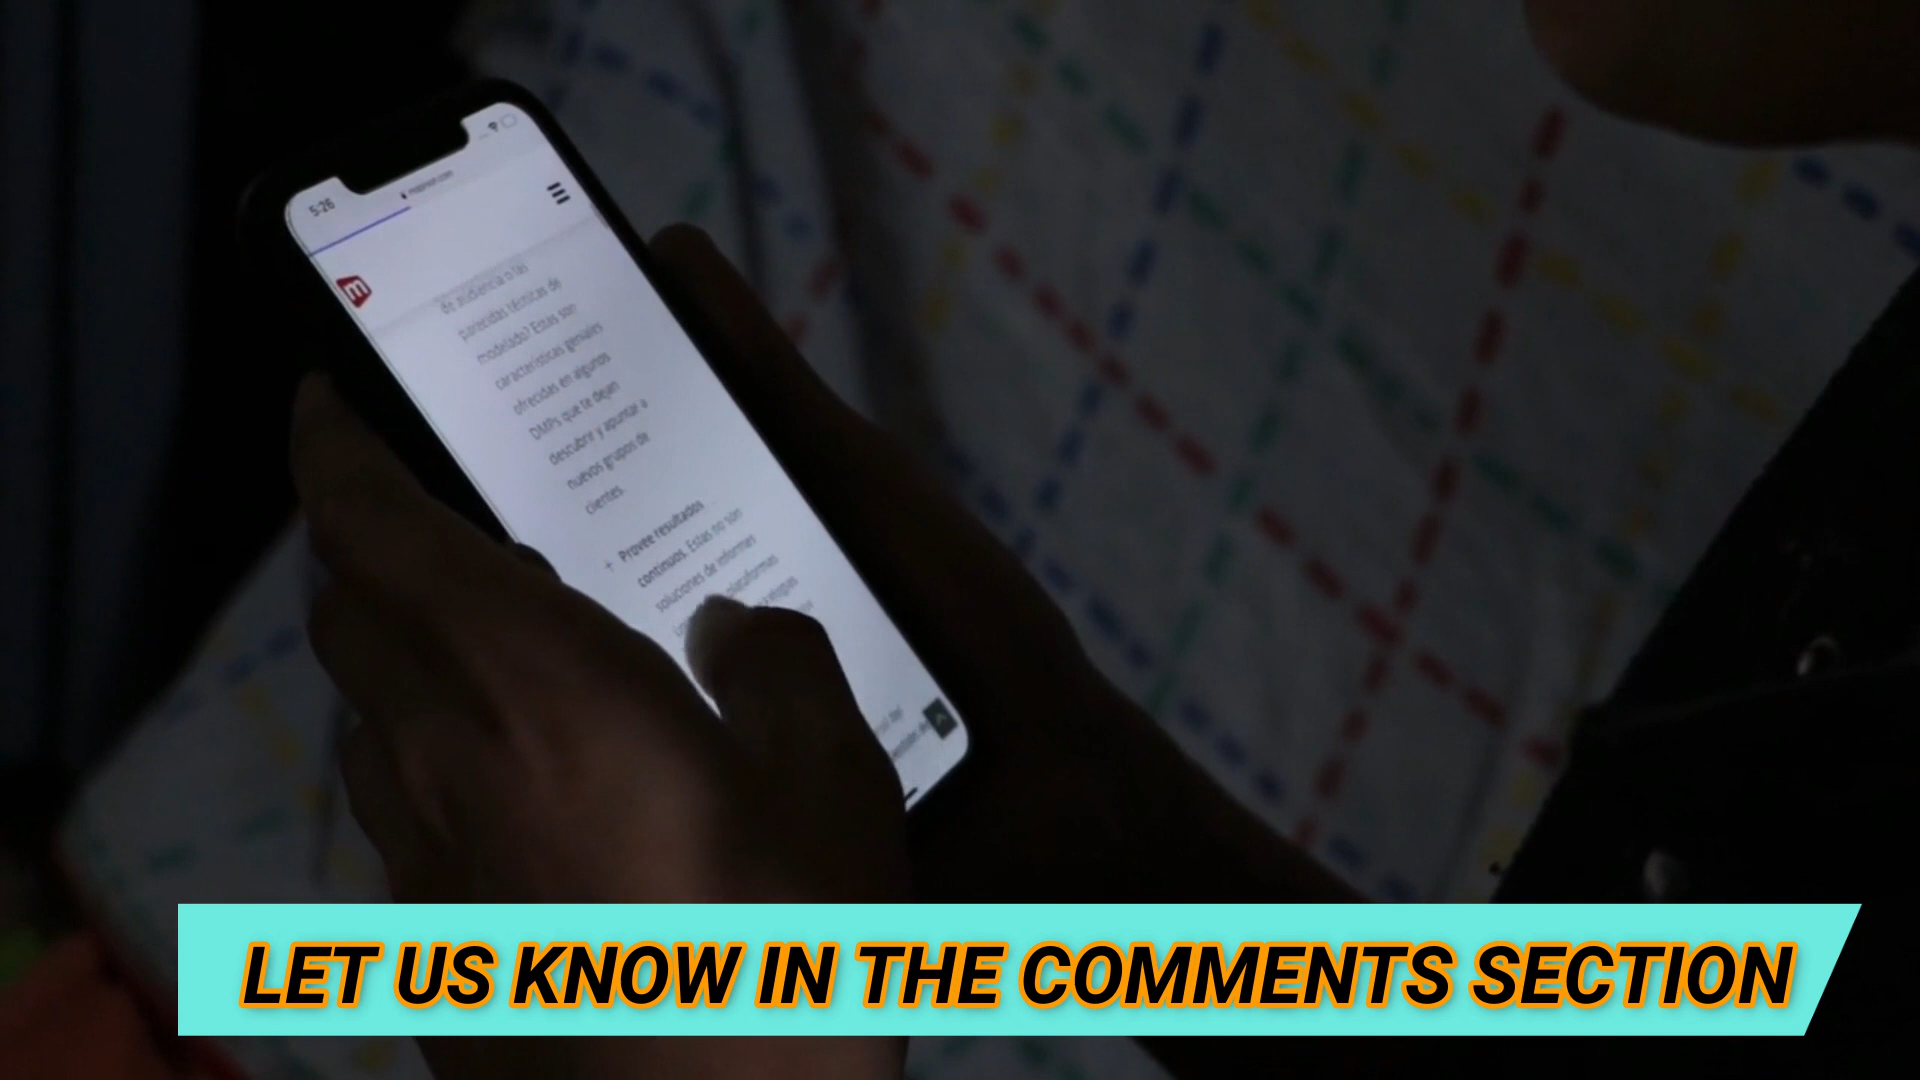 5:26
de audiencia o las
parecidas técnicas de
modelado? Estas son
características geniales
ofrecidas en algunos
DMPs que te dejan
descubrir y apuntar a
nuevos grupos de
clientes.
+ Provee resultados
continuos. Estas no son
soluciones de informes
plataformas
LET US KNOW IN THE COMMENTS SECTION